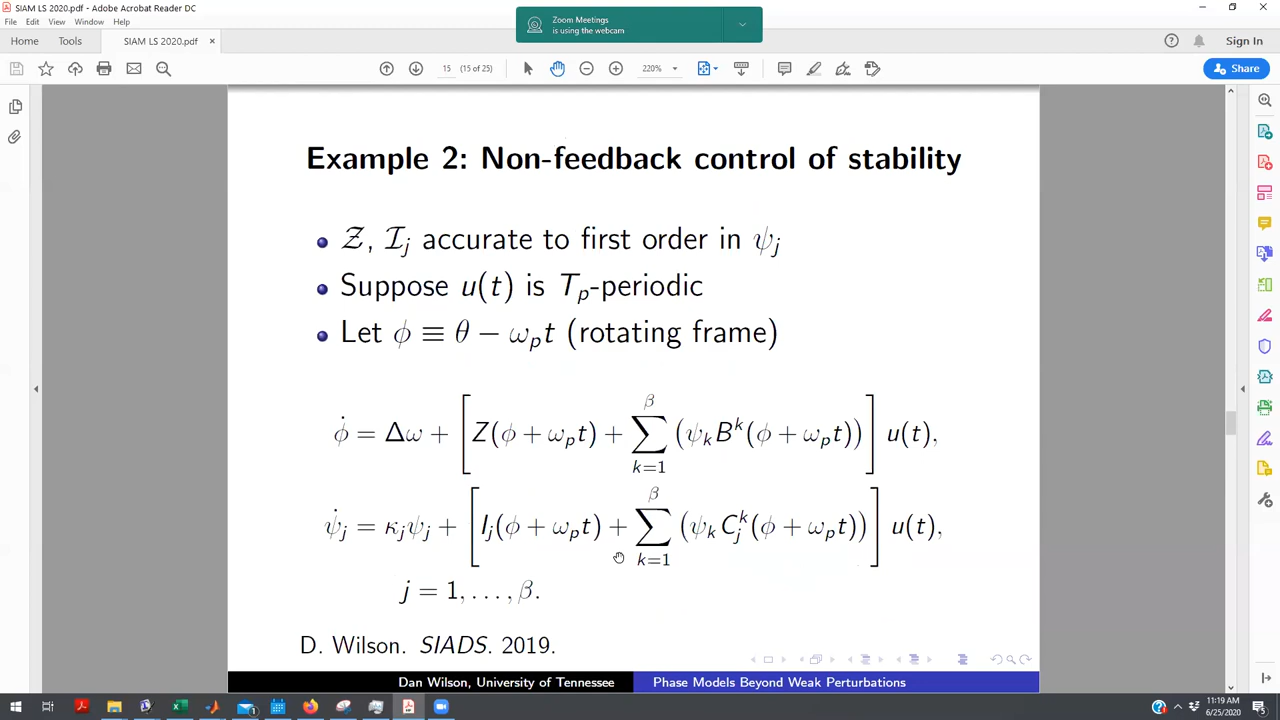 SIAM LS 2020.pdf - Adobe Acrobat Reader DC
File Edit View Window Help
Zoom Meetings
is using the webcam
Home Tools SIAM LS 2020.pdf × Sign In
15 (15 of 25) 220% Share
Example 2: Non-feedback control of stability
𝒵, ℐ_j accurate to first order in ψ_j
Suppose u(t) is T_p-periodic
Let ϕ ≡ θ − ω_p t (rotating frame)
ϕ̇ = Δω + [Z(ϕ + ω_p t) + ∑_{k=1}^{β} (ψ_k B^k(ϕ + ω_p t))] u(t),
ψ̇_j = κ_j ψ_j + [I_j(ϕ + ω_p t) + ∑_{k=1}^{β} (ψ_k C_j^k(ϕ + ω_p t))] u(t),
j = 1, . . . , β.
D. Wilson. SIADS. 2019.
Dan Wilson, University of Tennessee Phase Models Beyond Weak Perturbations
11:19 AM
6/25/2020